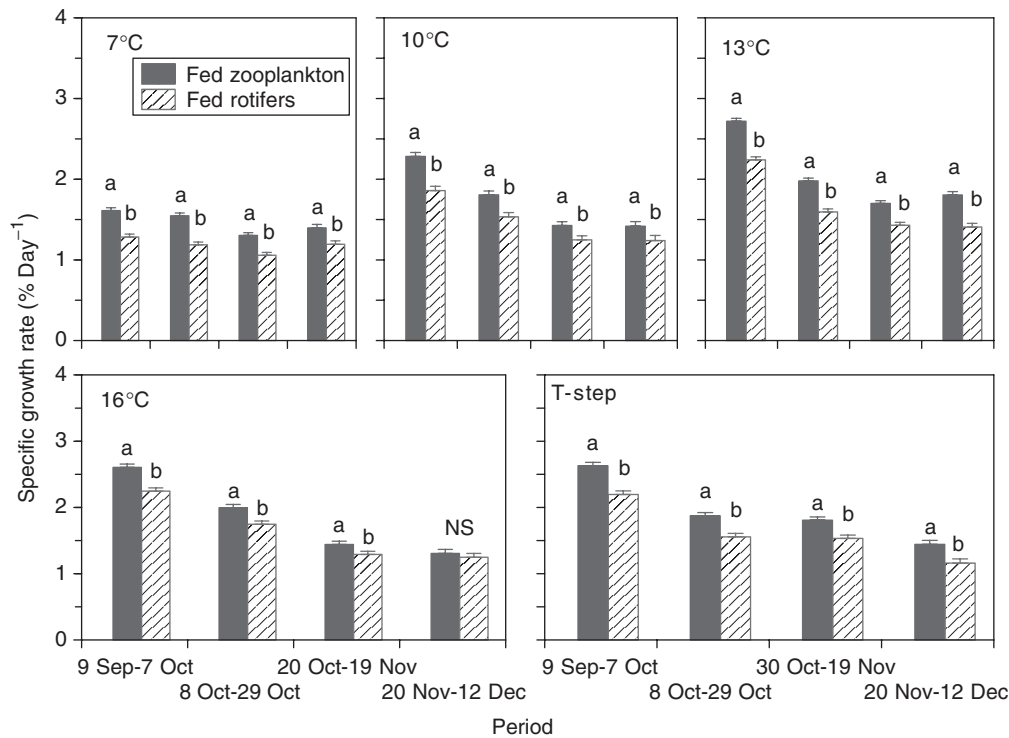 4
3
2
1
0
7°C
Fed zooplankton
Fed rotifers
a
b
a
b
a
b
a
b
10°C
a
b
a
b
a
b
a
b
13°C
a
b
a
b
a
b
a
b
Specific growth rate (% Day⁻¹)
4
3
2
1
0
16°C
a
b
a
b
a
b
NS
T-step
a
b
a
b
a
b
a
b
9 Sep-7 Oct
20 Oct-19 Nov
8 Oct-29 Oct
20 Nov-12 Dec
9 Sep-7 Oct
30 Oct-19 Nov
8 Oct-29 Oct
20 Nov-12 Dec
Period